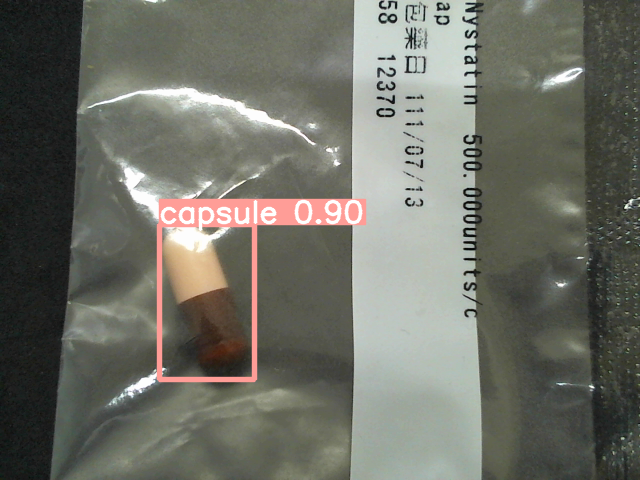 Nystatin 500.000units/c
ap
包藥日 111/07/13
58 12370
capsule 0.90